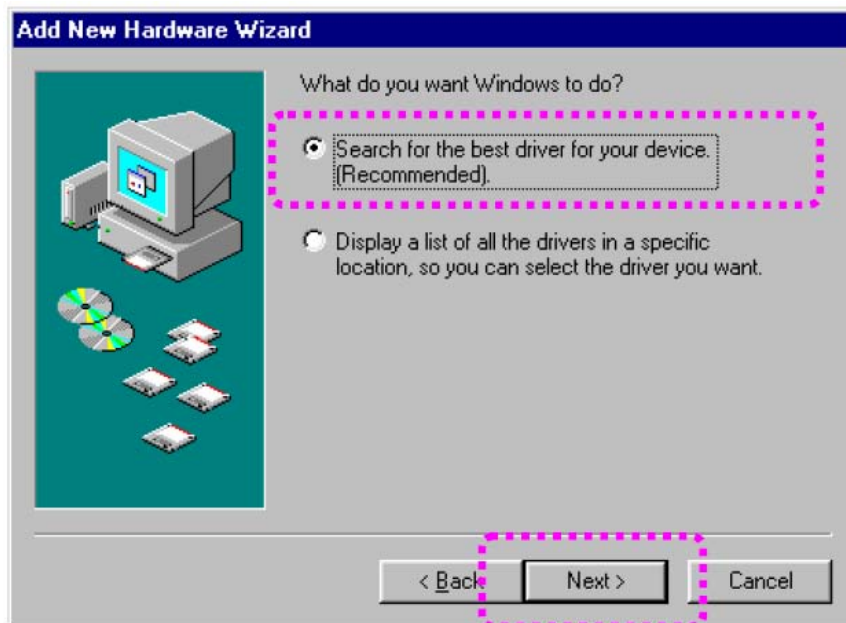 Add New Hardware Wizard
What do you want Windows to do?
Search for the best driver for your device.
(Recommended).
Display a list of all the drivers in a specific
location, so you can select the driver you want.
< Back
Next >
Cancel